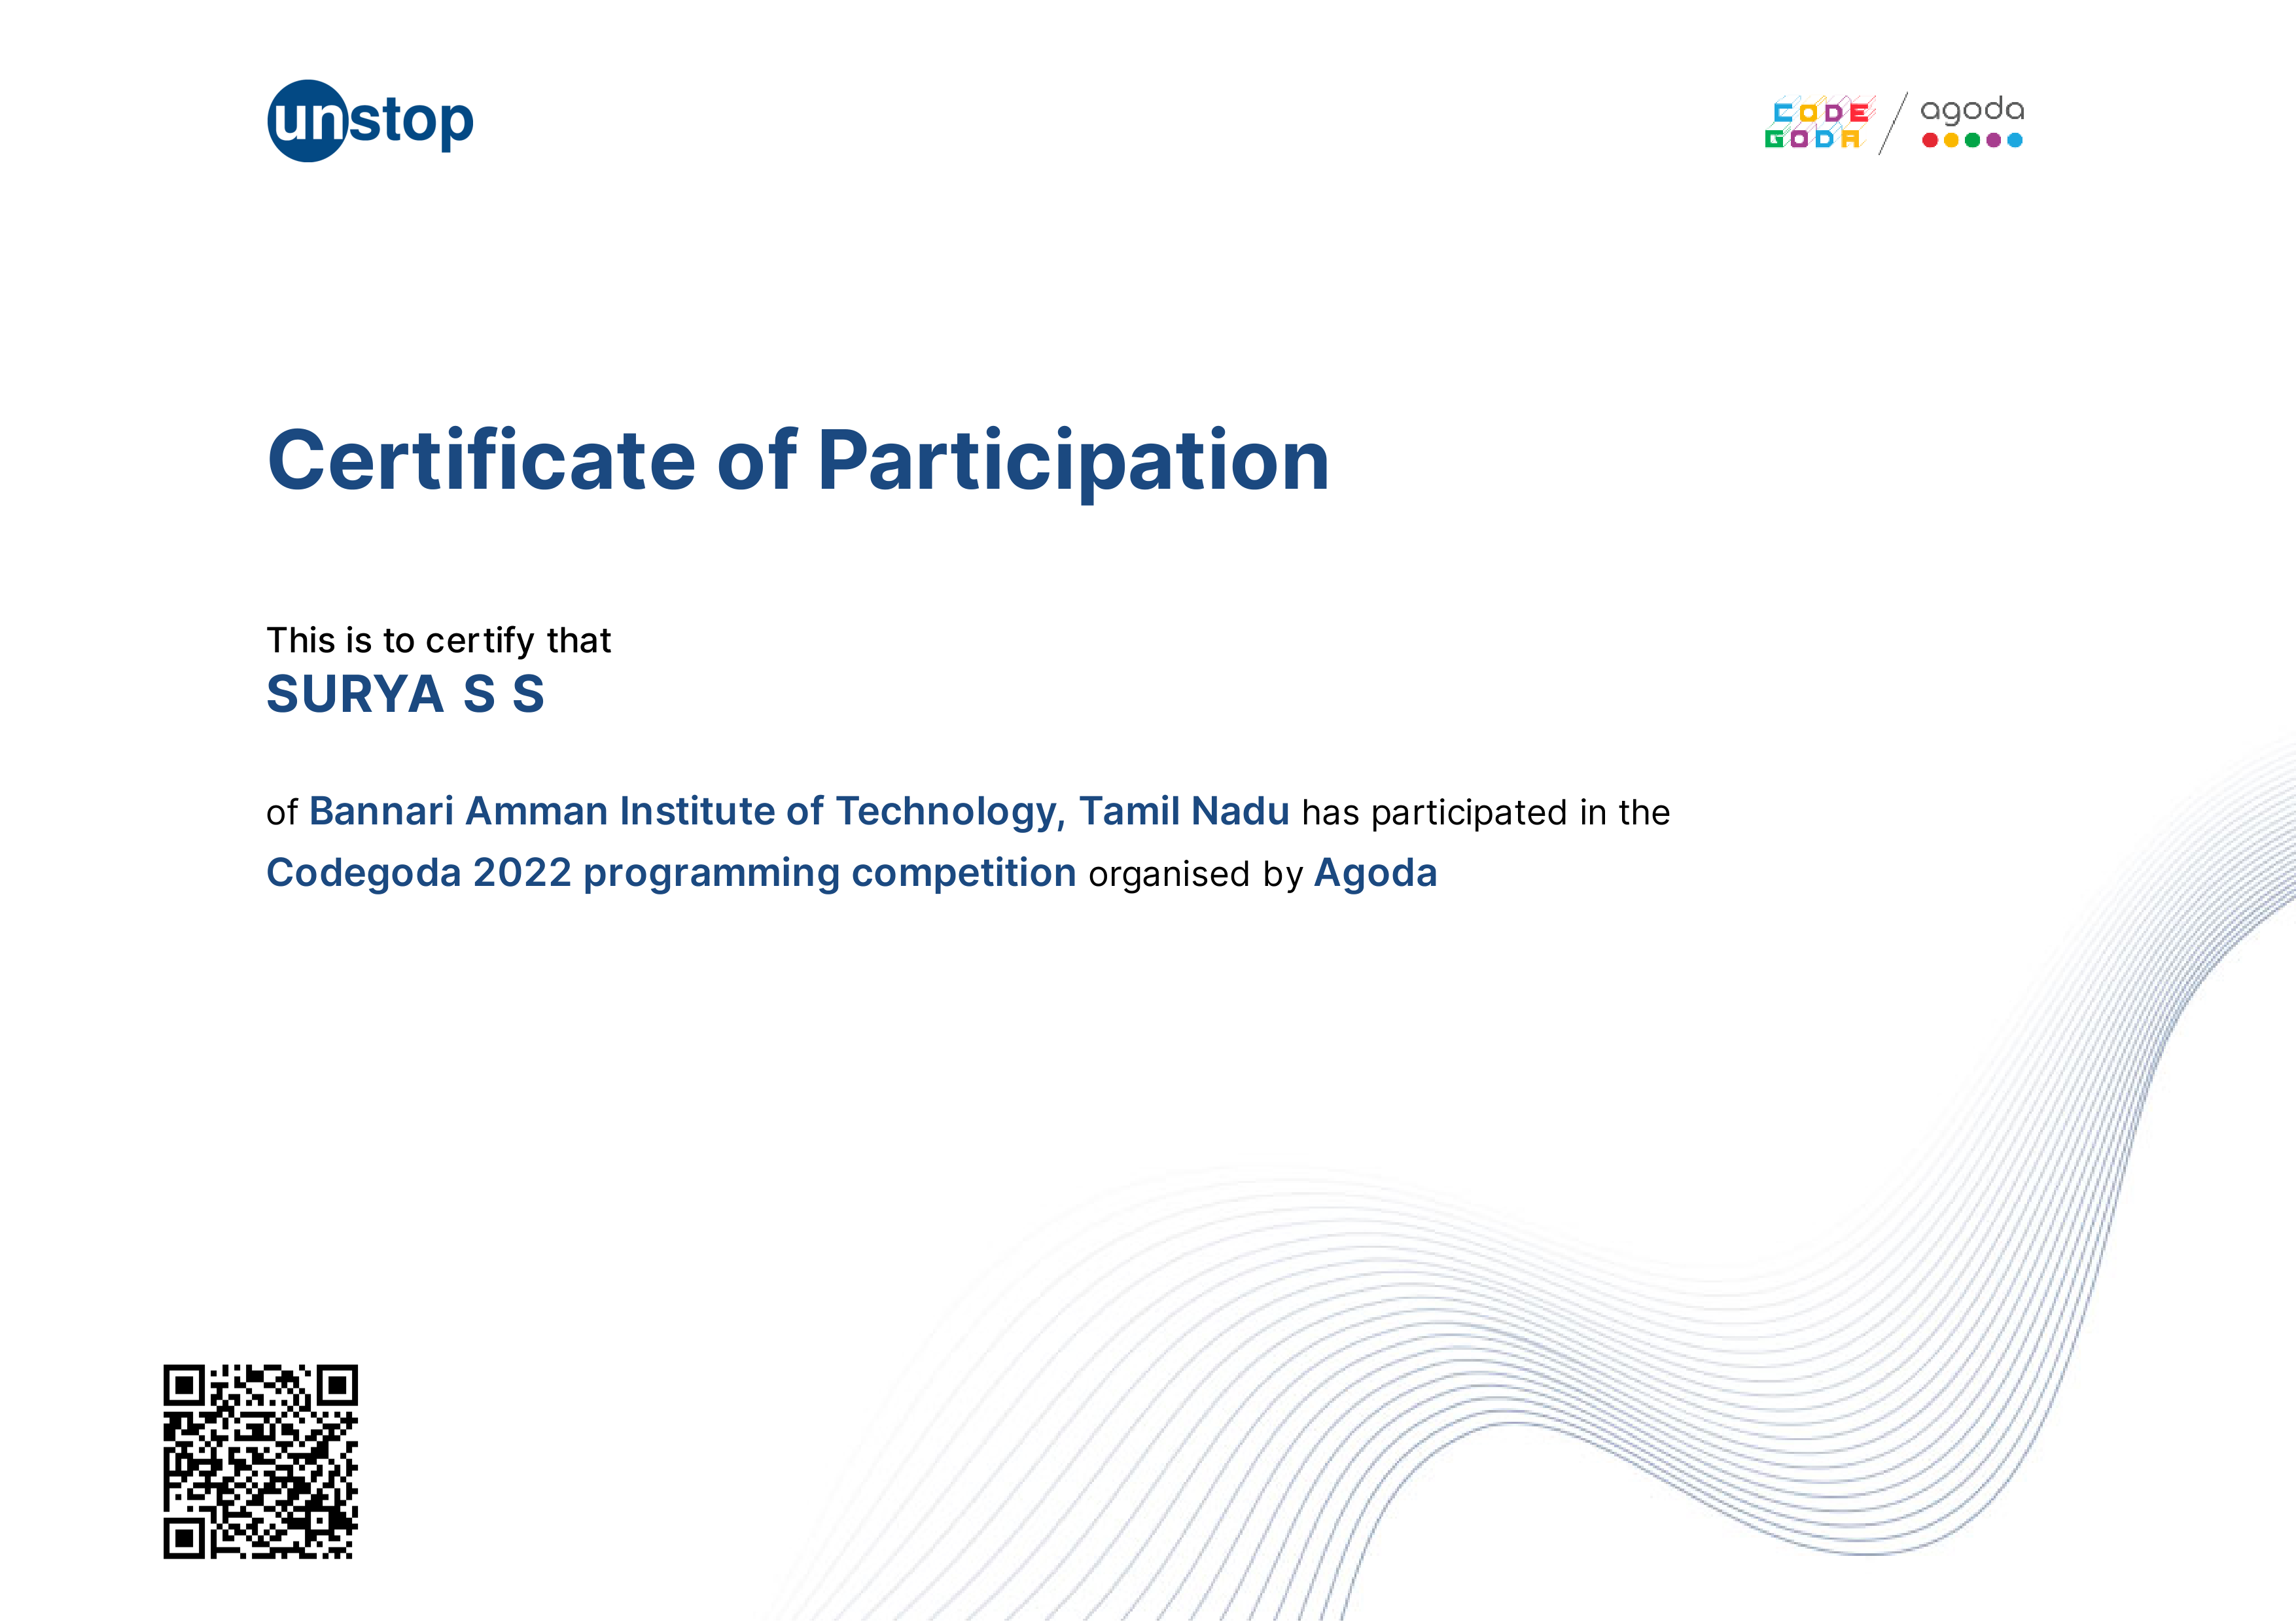 unstop
CODE
GODA
agoda
Certificate of Participation
This is to certify that
SURYA S S
of Bannari Amman Institute of Technology, Tamil Nadu has participated in the
Codegoda 2022 programming competition organised by Agoda